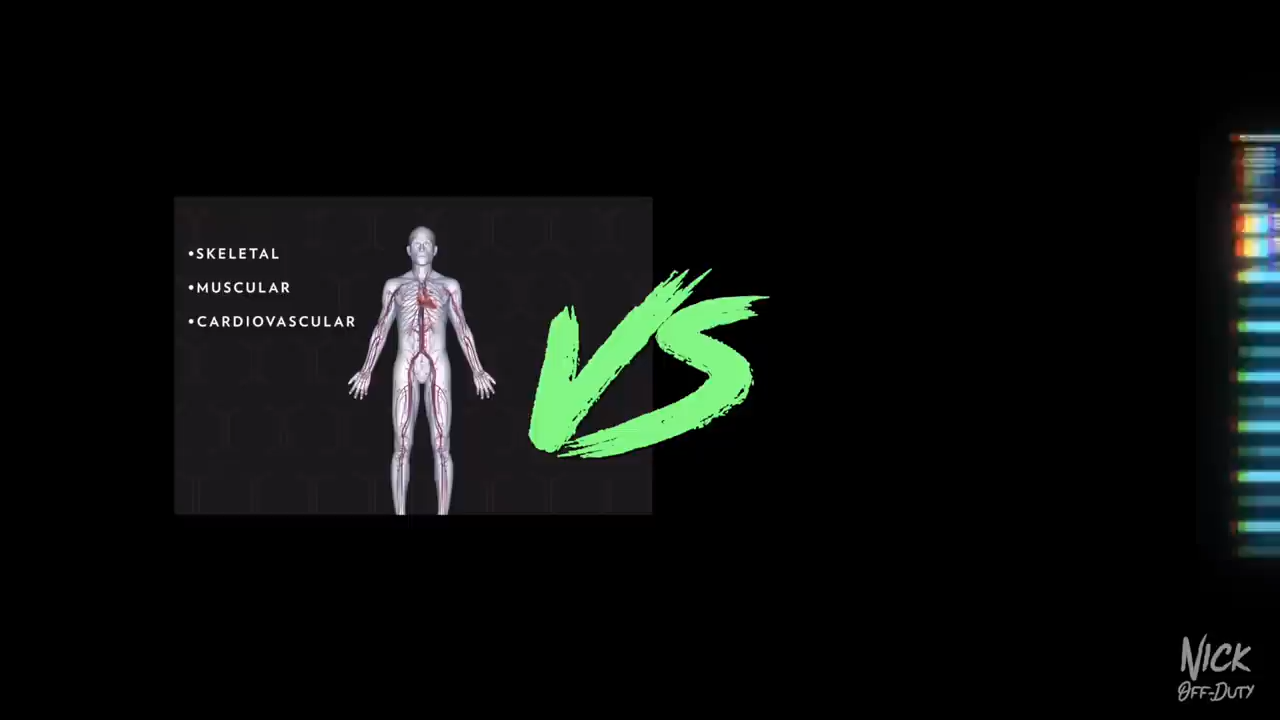 •SKELETAL
•MUSCULAR
•CARDIOVASCULAR
VS
NICK
OFF-DUTY